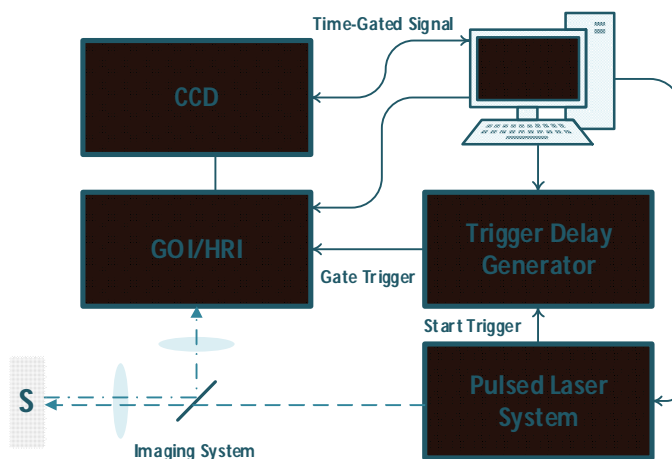 Time-Gated Signal
CCD
GOI/HRI
Trigger Delay
Generator
Gate Trigger
Start Trigger
S
Pulsed Laser
System
Imaging System